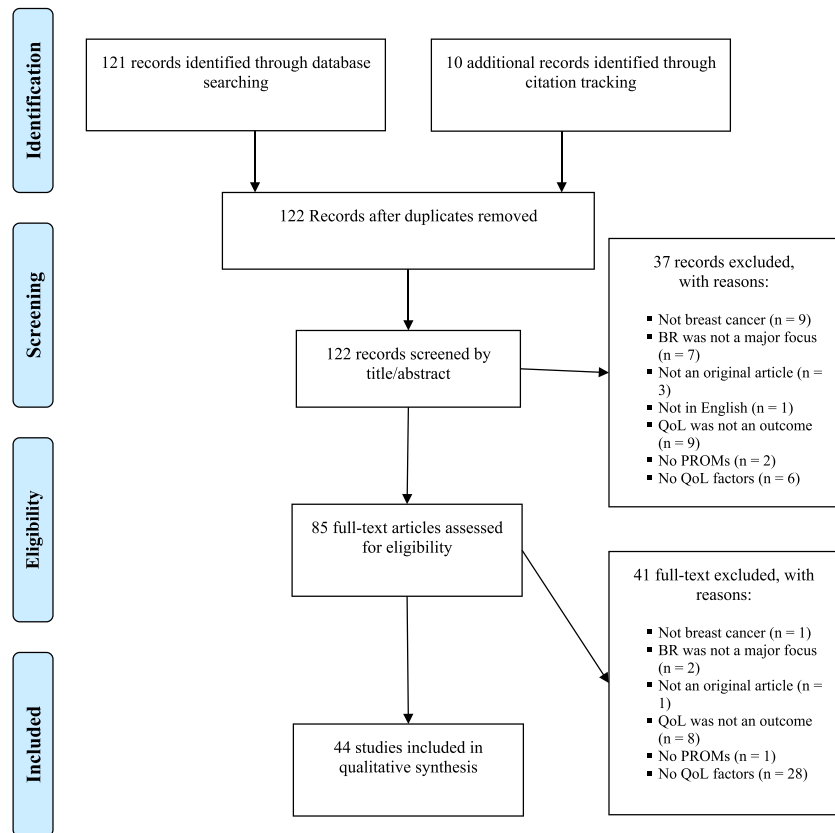 Identification
121 records identified through database
searching
10 additional records identified through
citation tracking
122 Records after duplicates removed
Screening
122 records screened by
title/abstract
37 records excluded,
with reasons:
▪ Not breast cancer (n = 9)
▪ BR was not a major focus
(n = 7)
▪ Not an original article (n =
3)
▪ Not in English (n = 1)
▪ QoL was not an outcome
(n = 9)
▪ No PROMs (n = 2)
▪ No QoL factors (n = 6)
Eligibility
85 full-text articles assessed
for eligibility
41 full-text excluded, with
reasons:
▪ Not breast cancer (n = 1)
▪ BR was not a major focus
(n = 2)
▪ Not an original article (n =
1)
▪ QoL was not an outcome
(n = 8)
▪ No PROMs (n = 1)
▪ No QoL factors (n = 28)
Included
44 studies included in
qualitative synthesis